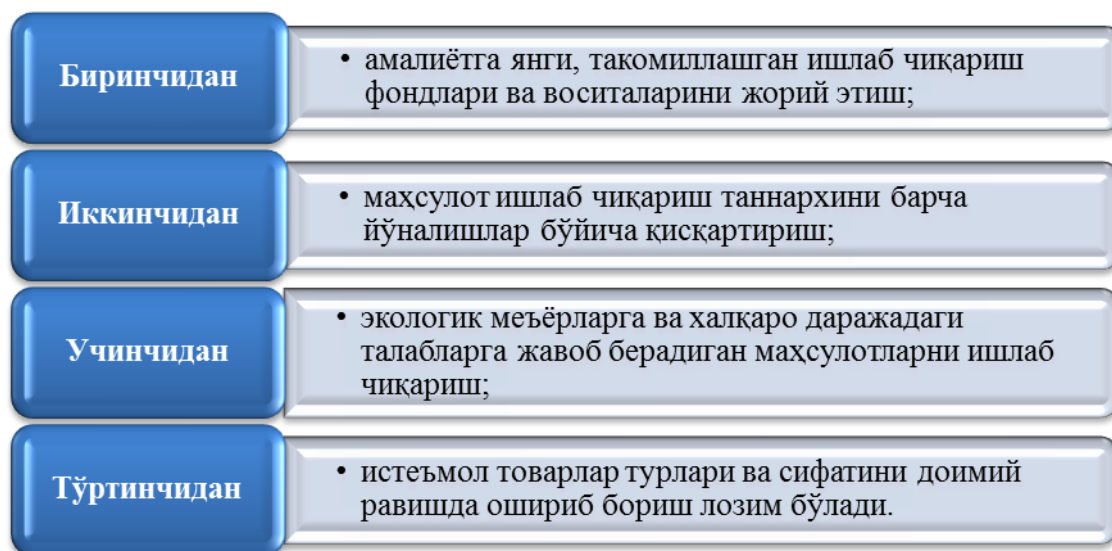 Биринчидан
• амалиётга янги, такомиллашган ишлаб чиқариш
фондлари ва воситаларини жорий этиш;
Иккинчидан
• маҳсулот ишлаб чиқариш таннархини барча
йўналишлар бўйича қисқартириш;
Учинчидан
• экологик меъёрларга ва халқаро даражадаги
талабларга жавоб берадиган маҳсулотларни ишлаб
чиқариш;
Тўртинчидан
• истеъмол товарлар турлари ва сифатини доимий
равишда ошириб бориш лозим бўлади.